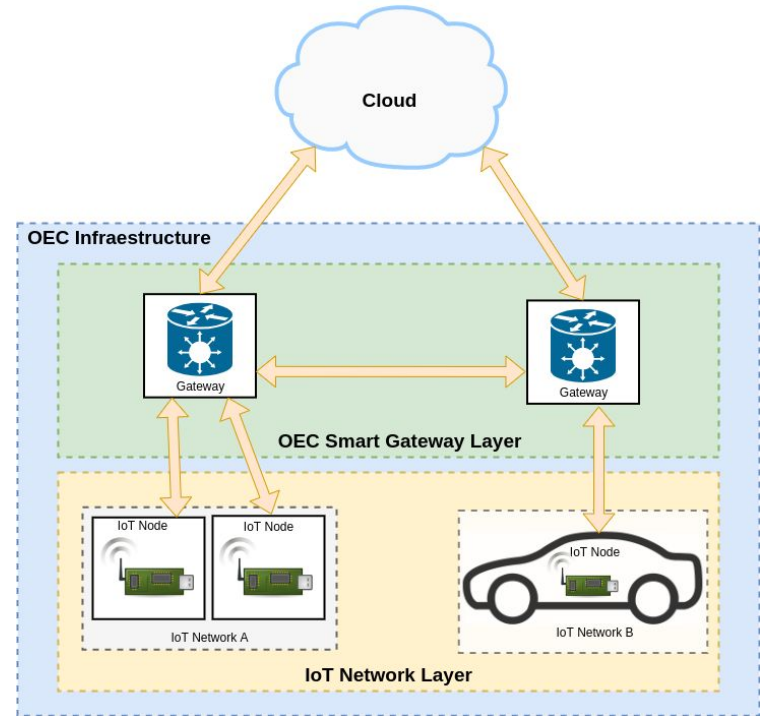 Cloud
OEC Infraestructure
Gateway
Gateway
OEC Smart Gateway Layer
IoT Node
IoT Node
IoT Node
IoT Network A
IoT Network B
IoT Network Layer